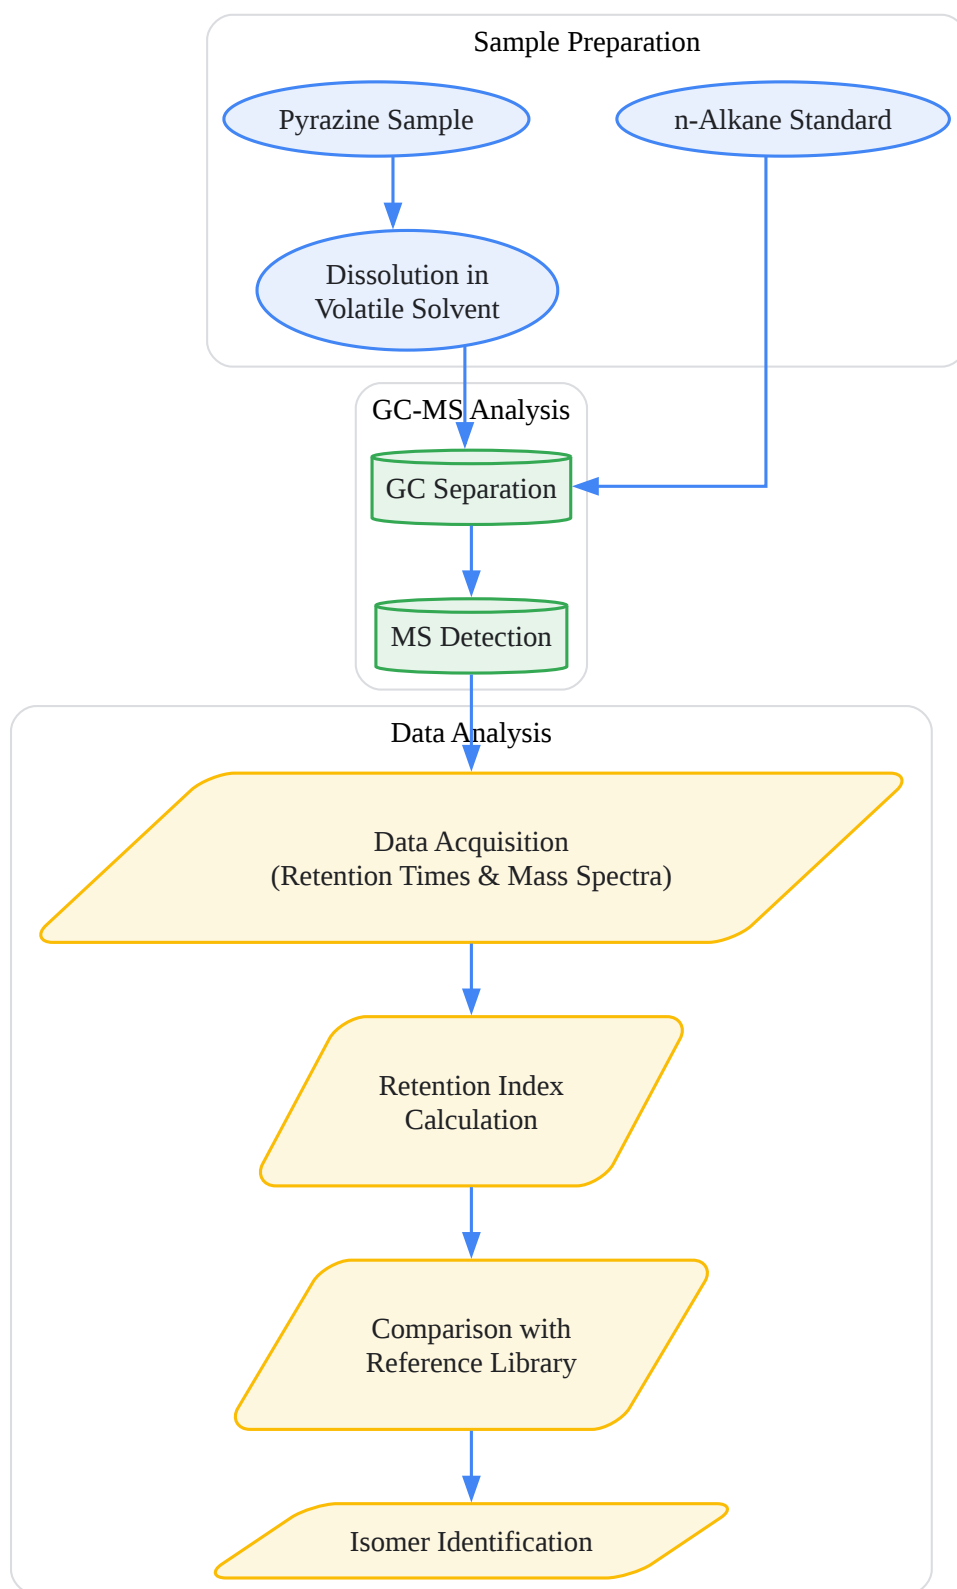 Sample Preparation
Pyrazine Sample
n-Alkane Standard
Dissolution in
Volatile Solvent
GC-MS Analysis
GC Separation
MS Detection
Data Analysis
Data Acquisition
(Retention Times & Mass Spectra)
Retention Index
Calculation
Comparison with
Reference Library
Isomer Identification